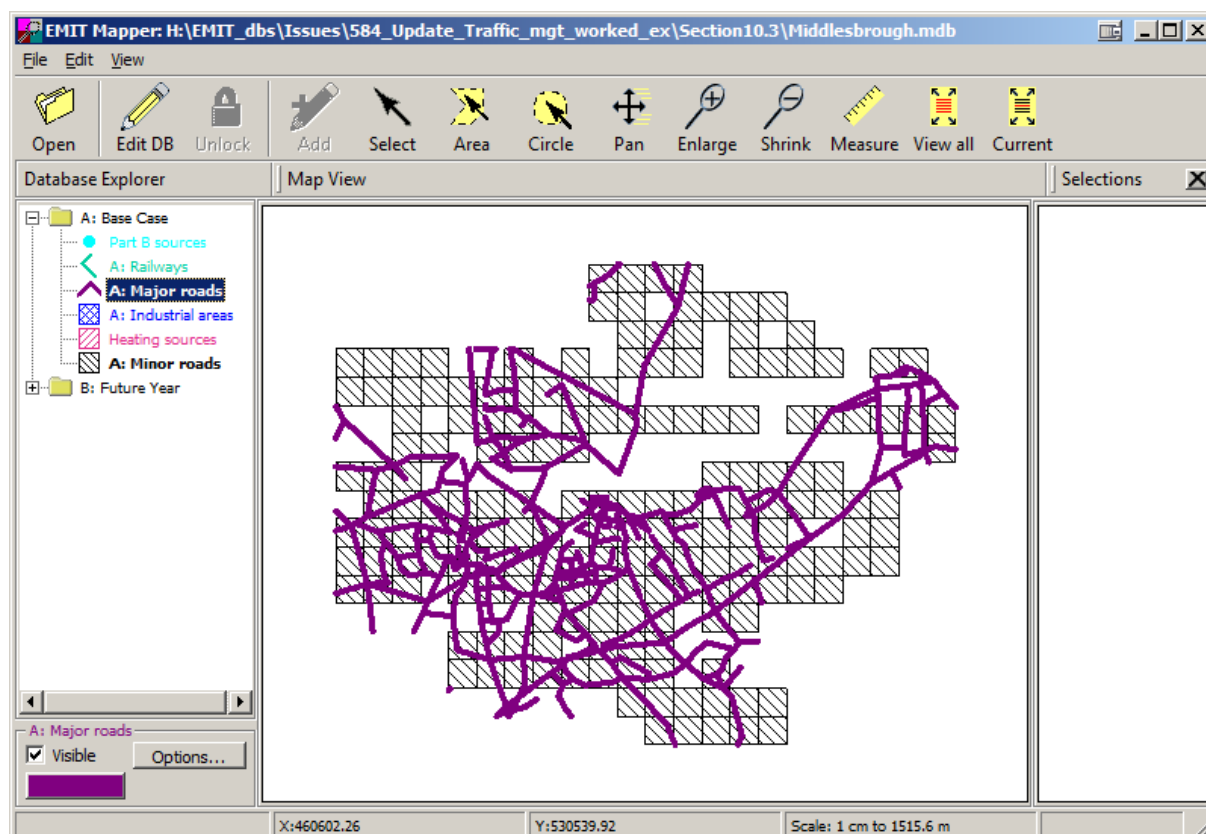 EMIT Mapper: H:\EMIT_dbs\Issues\584_Update_Traffic_mgt_worked_ex\Section10.3\Middlesbrough.mdb
File Edit View
Open Edit DB Unlock Add Select Area Circle Pan Enlarge Shrink Measure View all Current
Database Explorer Map View Selections
A: Base Case
Part B sources
A: Railways
A: Major roads
A: Industrial areas
Heating sources
A: Minor roads
B: Future Year
A: Major roads
Visible Options...
X:460602.26 Y:530539.92 Scale: 1 cm to 1515.6 m